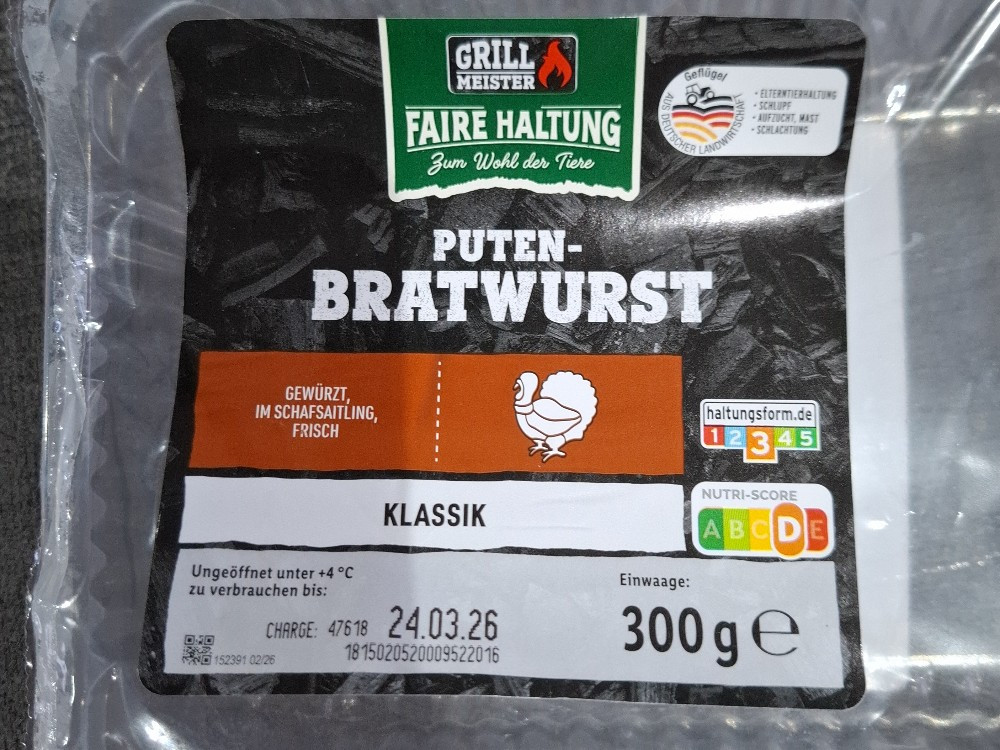 GRILL
MEISTER
FAIRE HALTUNG
Zum Wohl der Tiere
Geflügel
AUS DEUTSCHER LANDWIRTSCHAFT
• ELTERNTIERHALTUNG
• SCHLUPF
• AUFZUCHT, MAST
• SCHLACHTUNG
PUTEN-
BRATWURST
GEWÜRZT,
IM SCHAFSAITLING,
FRISCH
haltungsform.de
1 2 3 4 5
KLASSIK
NUTRI-SCORE
A B C D E
Ungeöffnet unter +4 °C
zu verbrauchen bis:
CHARGE: 47618 24.03.26
1815020520009522016
152391 02/26
Einwaage:
300 g e